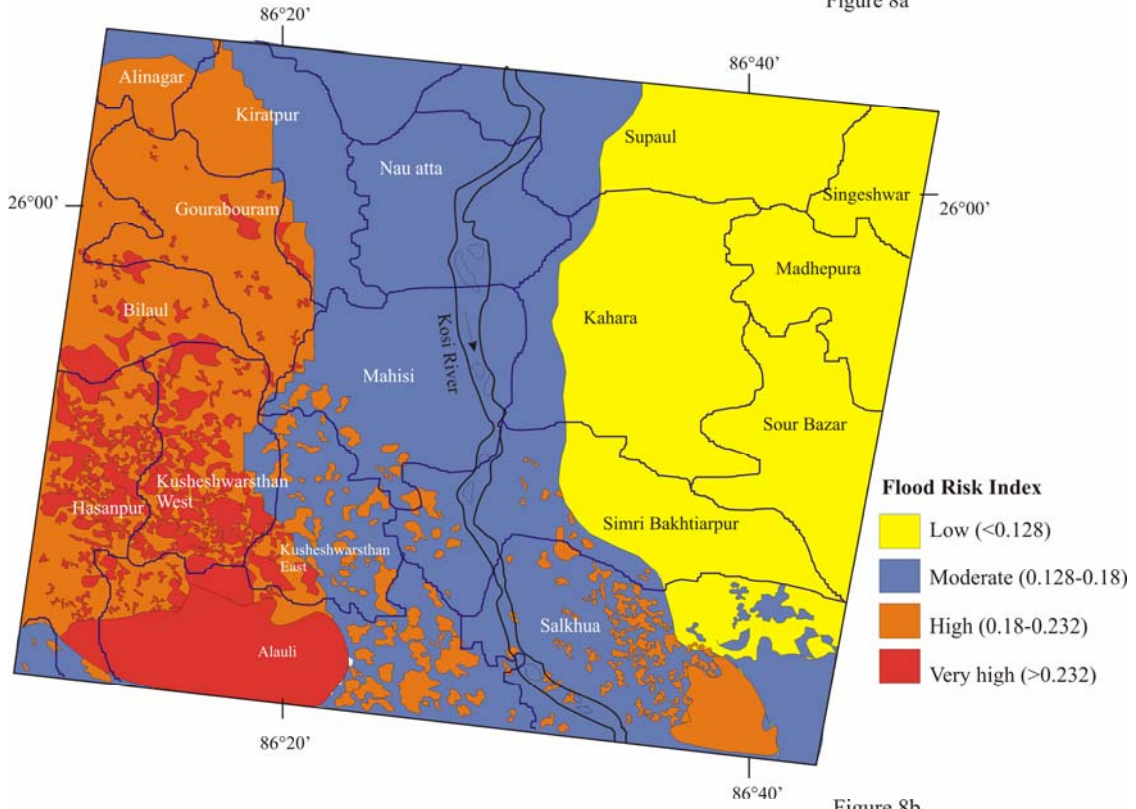 Figure 8a
86°20'
86°40'
Alinagar
Kiratpur
Supaul
Nau atta
Singeshwar
26°00'
26°00'
Gourabouram
Madhepura
Bilaul
Kahara
Kosi River
Mahisi
Sour Bazar
Kusheshwarsthan
West
Hasanpur
Simri Bakhtiarpur
Kusheshwarsthan
East
Salkhua
Alauli
Flood Risk Index
Low (<0.128)
Moderate (0.128-0.18)
High (0.18-0.232)
Very high (>0.232)
86°20'
86°40'
Figure 8b